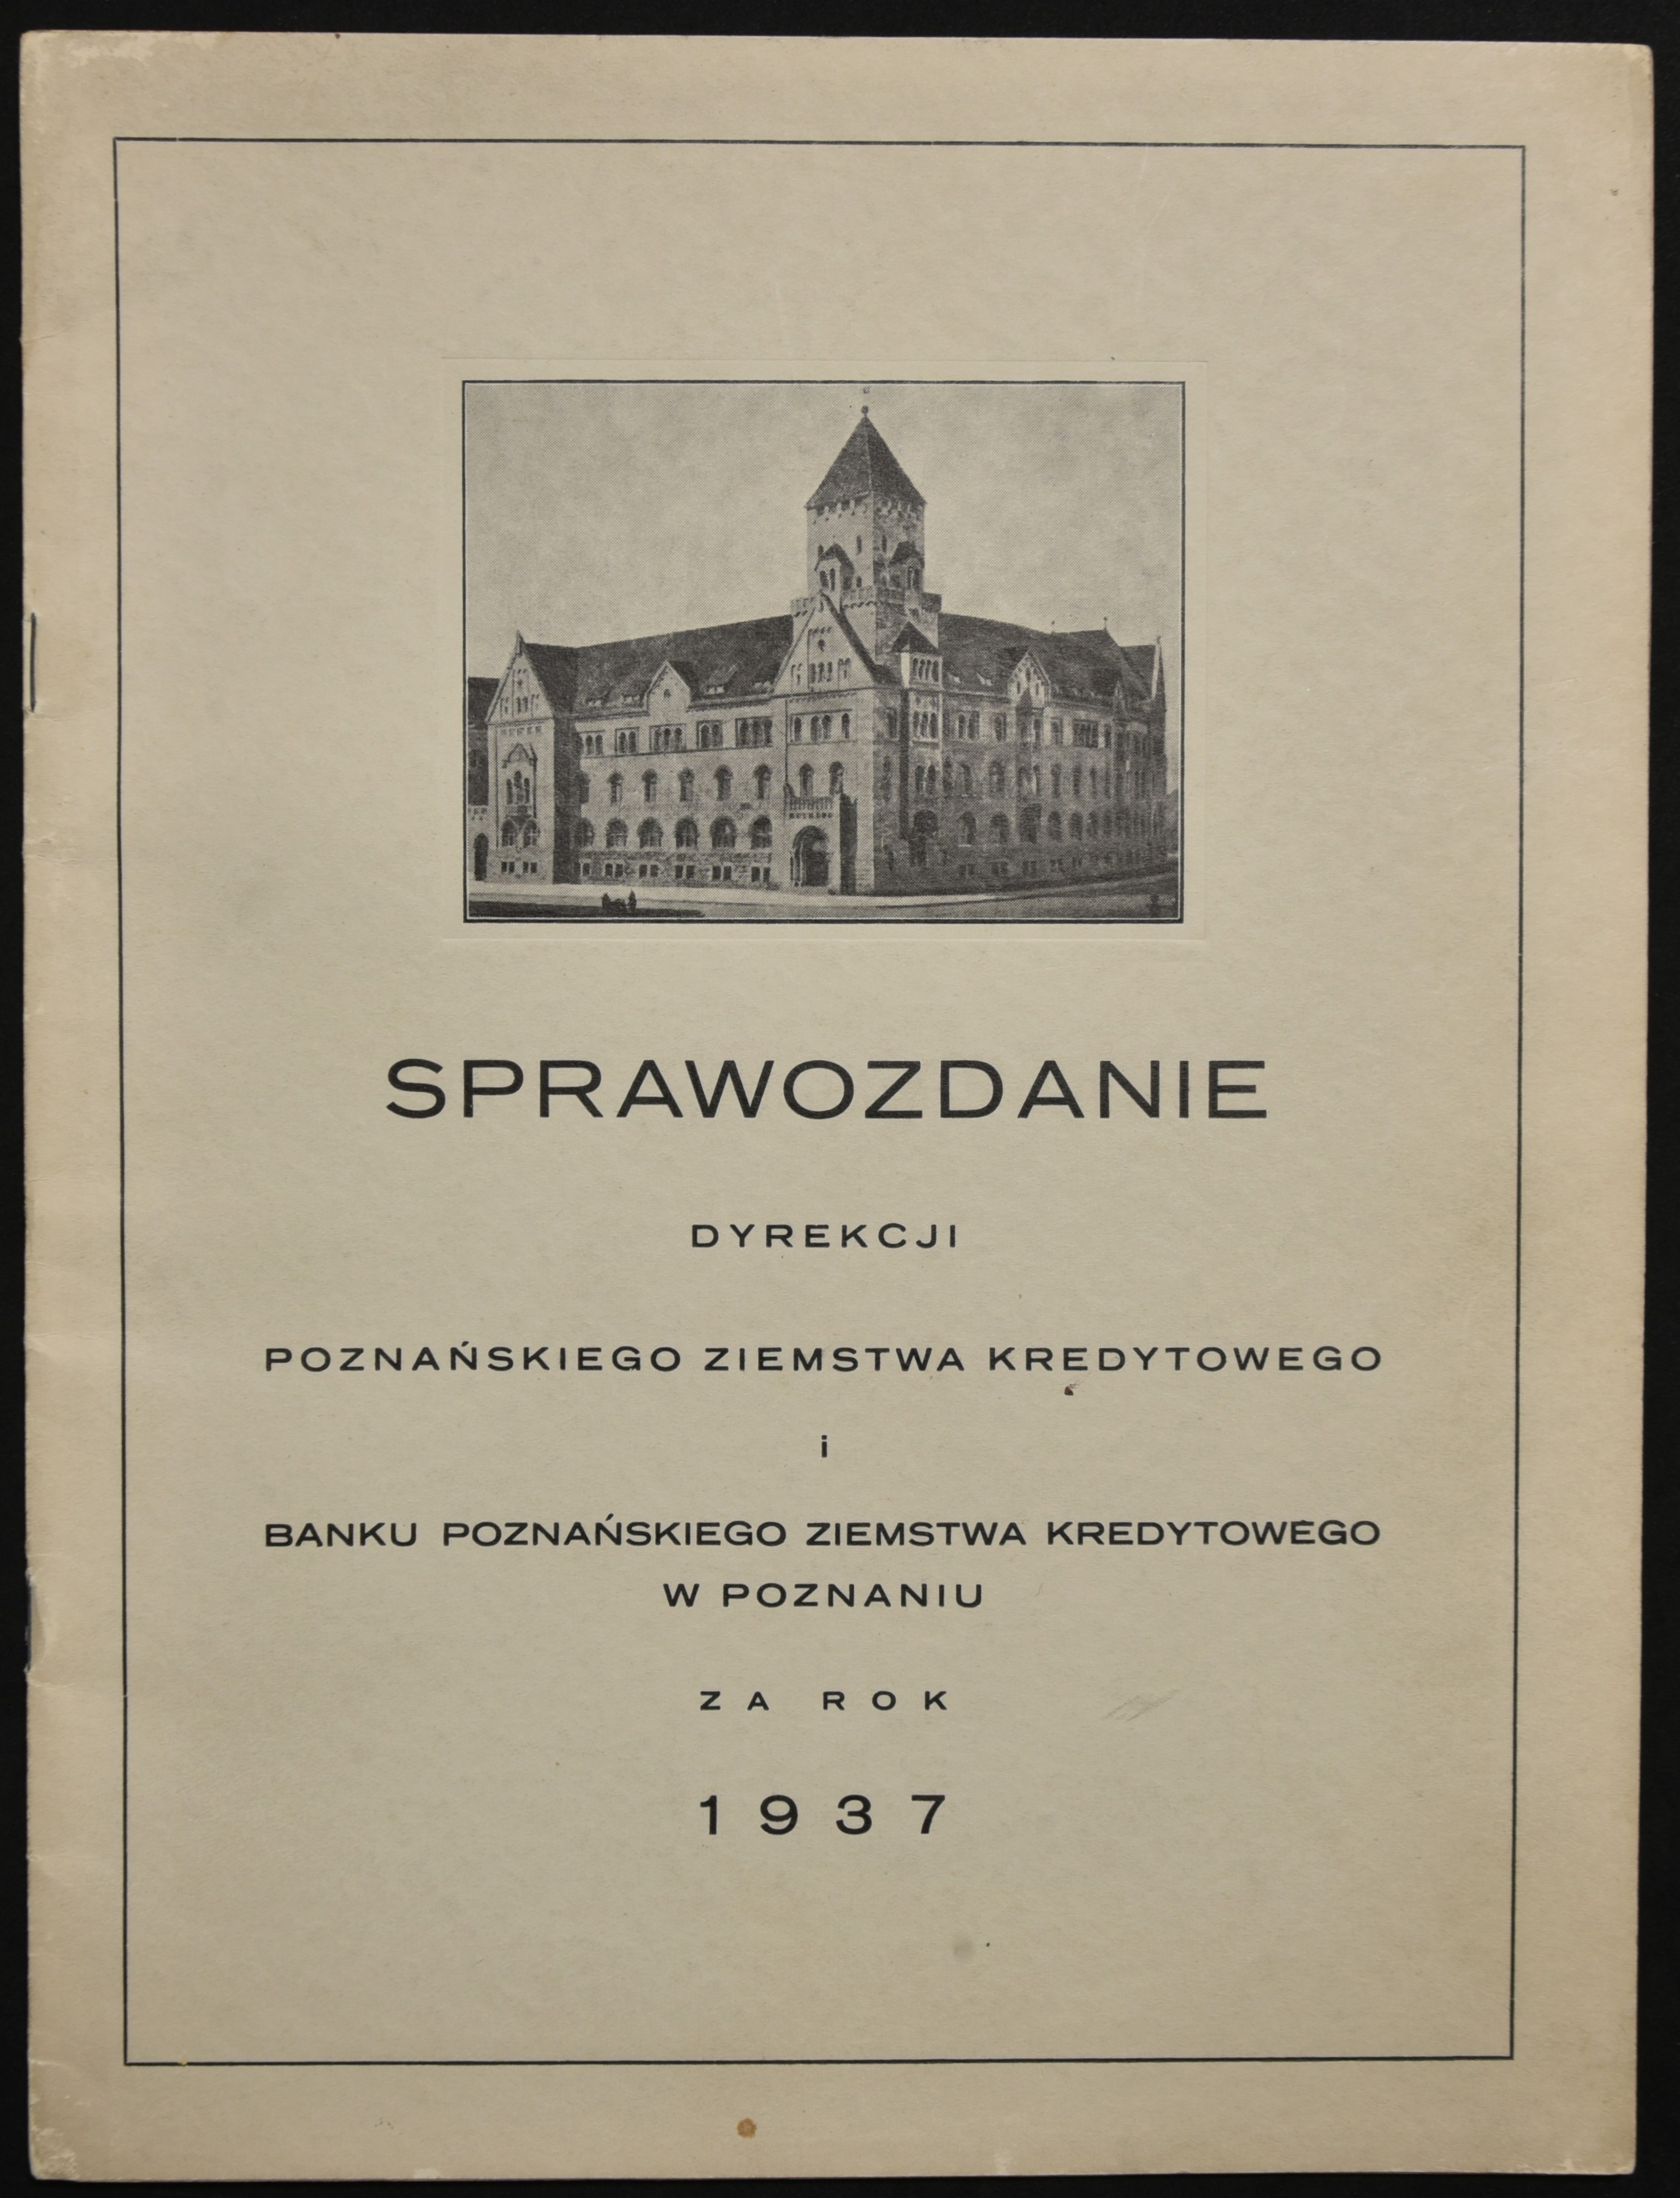 SPRAWOZDANIE
DYREKCJI
POZNAŃSKIEGO ZIEMSTWA KREDYTOWEGO
i
BANKU POZNAŃSKIEGO ZIEMSTWA KREDYTOWEGO
W POZNANIU
ZA ROK
1937